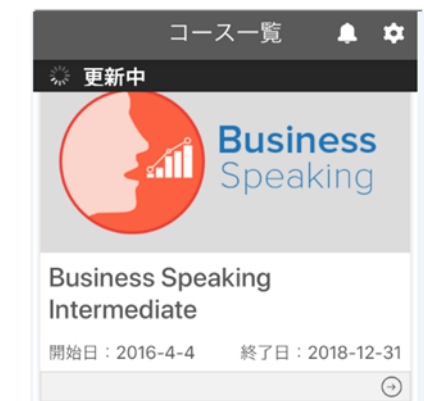 コース一覧
更新中
Business
Speaking
Business Speaking
Intermediate
開始日：2016-4-4 終了日：2018-12-31